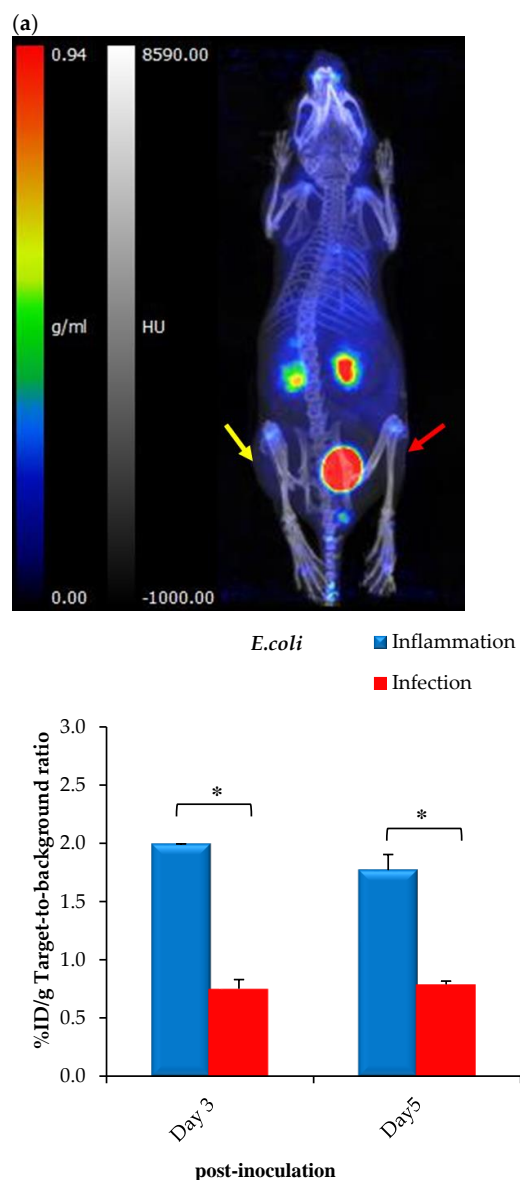 (a)
0.94
8590.00
g/ml
HU
0.00
-1000.00
E.coli
Inflammation
Infection
%ID/g Target-to-background ratio
3.0
2.5
2.0
1.5
1.0
0.5
0.0
*
*
Day 3
Day5
post-inoculation